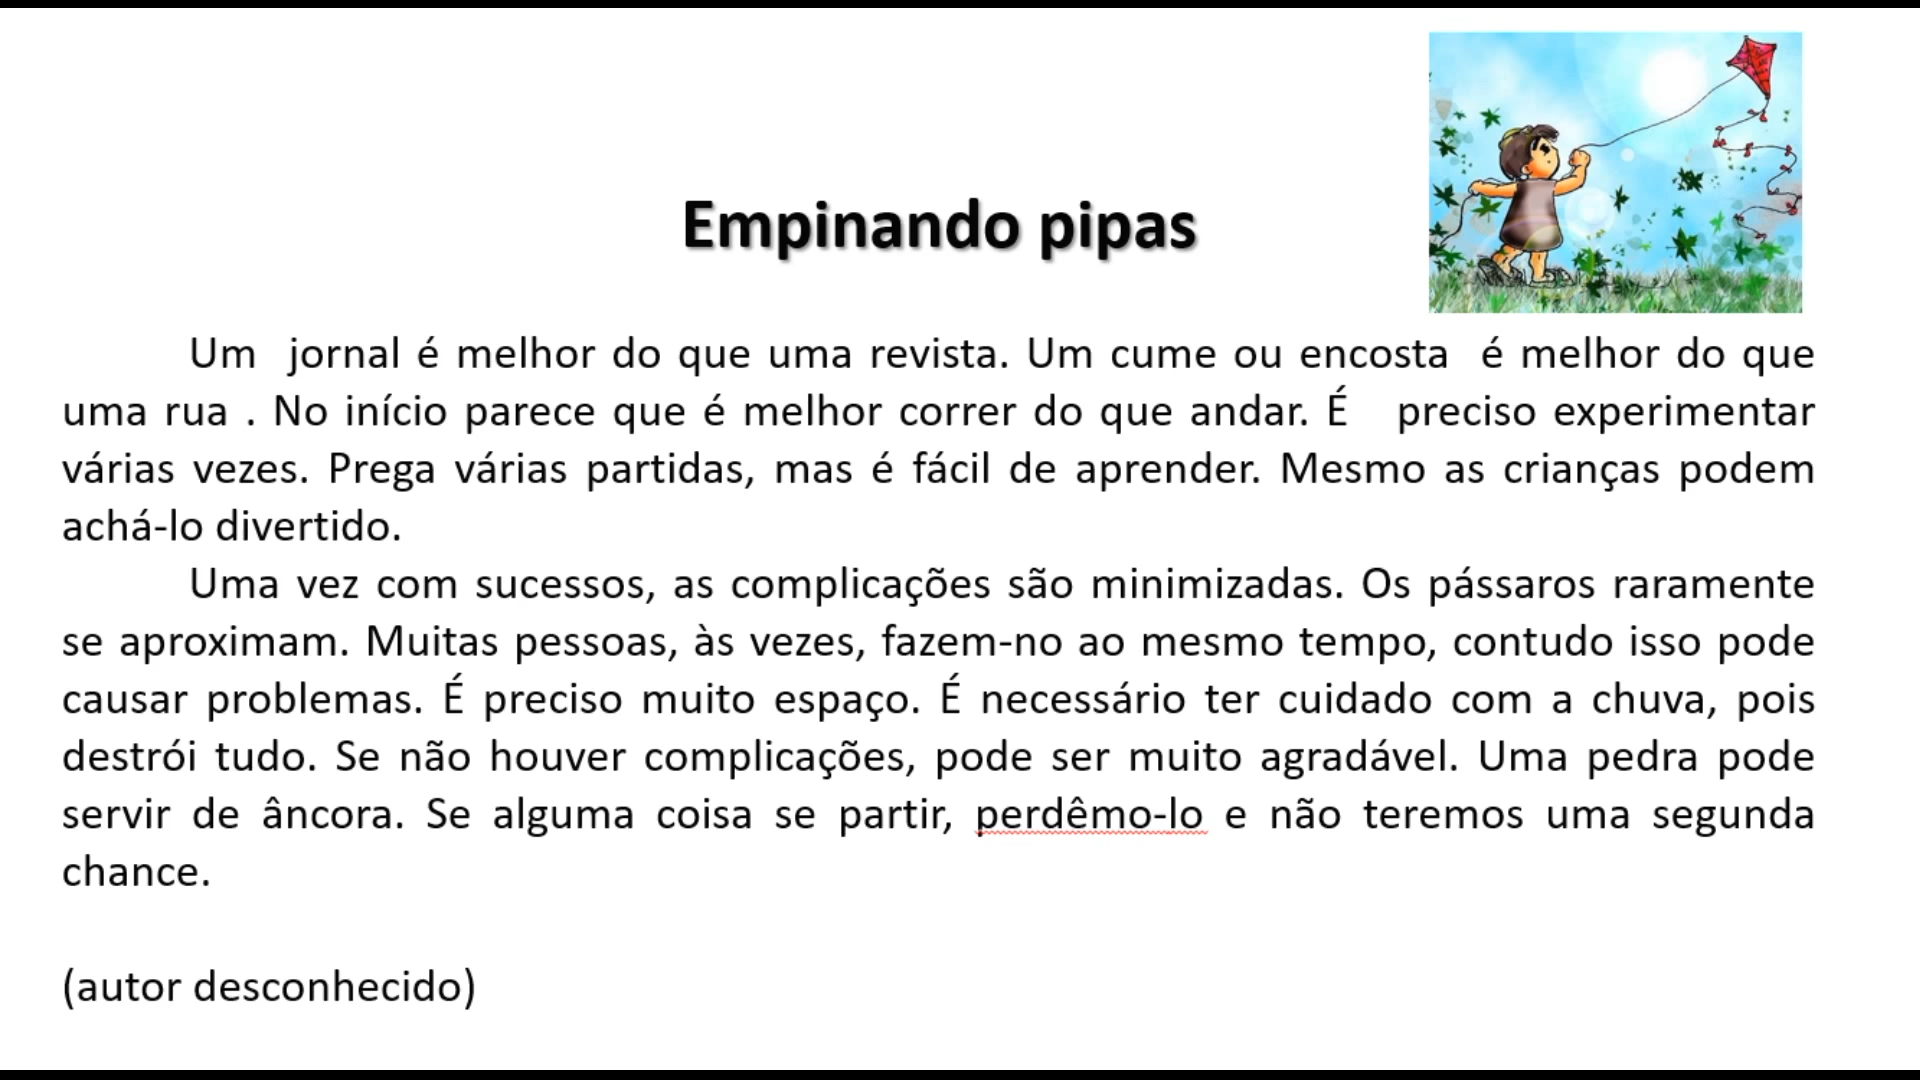 Empinando pipas
Um jornal é melhor do que uma revista. Um cume ou encosta é melhor do que
uma rua . No início parece que é melhor correr do que andar. É preciso experimentar
várias vezes. Prega várias partidas, mas é fácil de aprender. Mesmo as crianças podem
achá-lo divertido.
Uma vez com sucessos, as complicações são minimizadas. Os pássaros raramente
se aproximam. Muitas pessoas, às vezes, fazem-no ao mesmo tempo, contudo isso pode
causar problemas. É preciso muito espaço. É necessário ter cuidado com a chuva, pois
destrói tudo. Se não houver complicações, pode ser muito agradável. Uma pedra pode
servir de âncora. Se alguma coisa se partir, perdêmo-lo e não teremos uma segunda
chance.
(autor desconhecido)